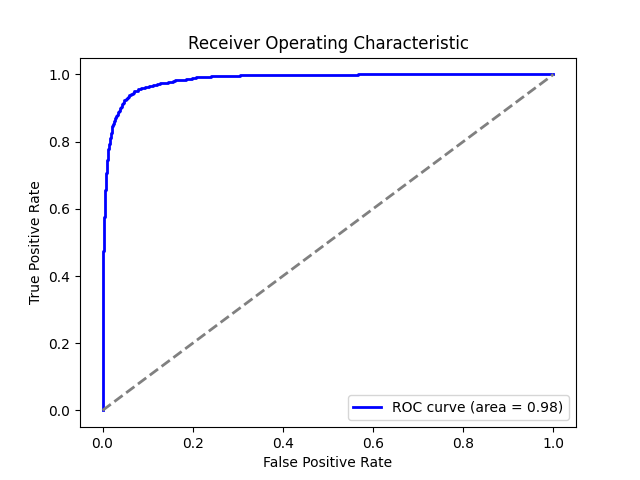 Receiver Operating Characteristic
1.0
0.8
0.6
0.4
0.2
0.0
True Positive Rate
ROC curve (area = 0.98)
0.0 0.2 0.4 0.6 0.8 1.0
False Positive Rate